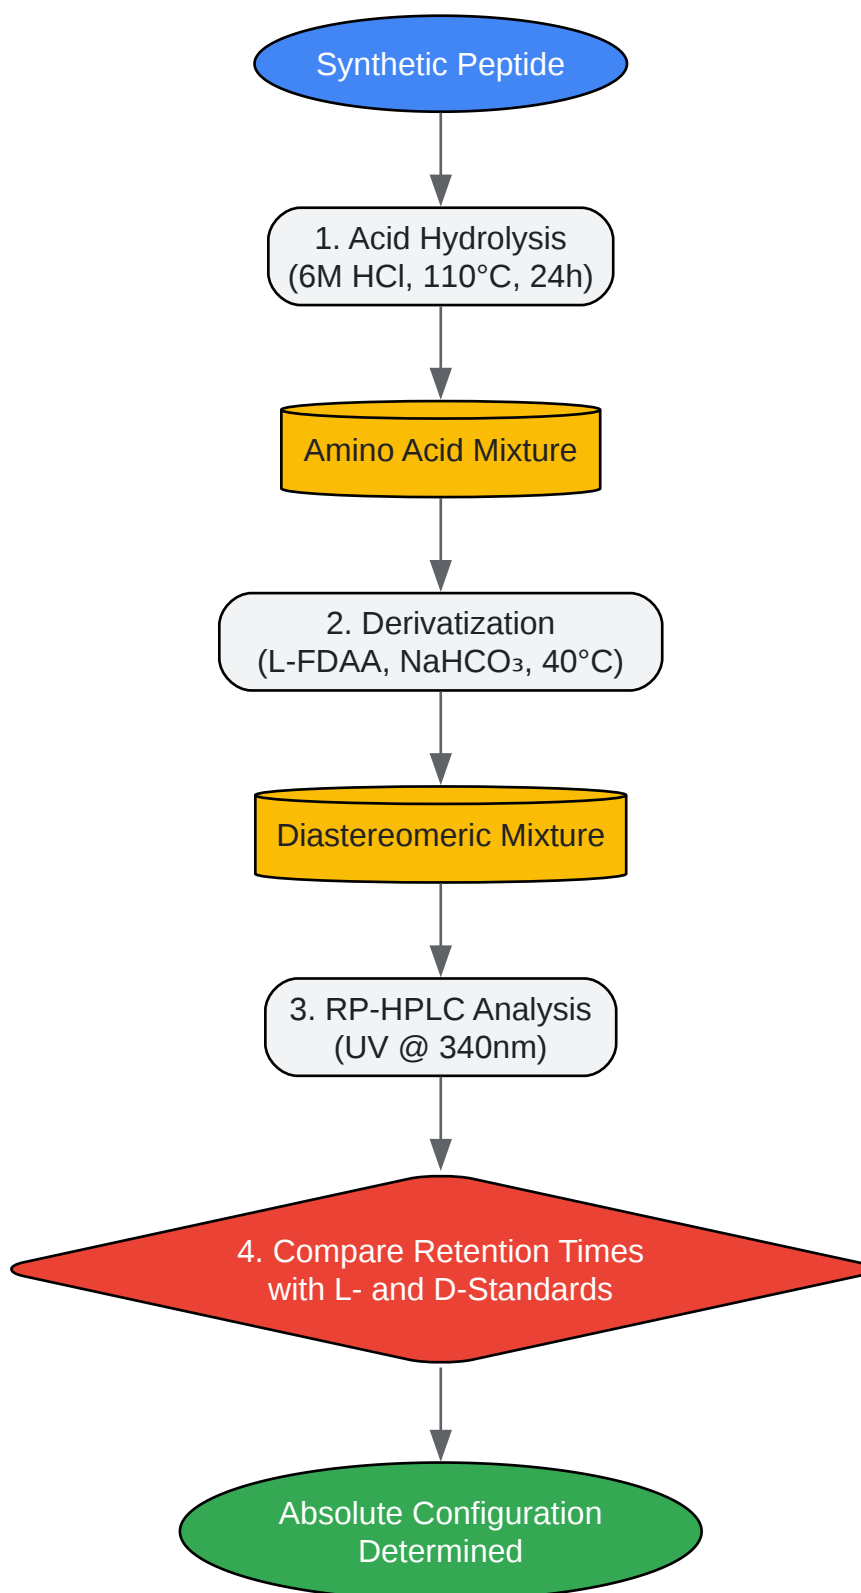 Synthetic Peptide
1. Acid Hydrolysis
(6M HCl, 110°C, 24h)
Amino Acid Mixture
2. Derivatization
(L-FDAA, NaHCO₃, 40°C)
Diastereomeric Mixture
3. RP-HPLC Analysis
(UV @ 340nm)
4. Compare Retention Times
with L- and D-Standards
Absolute Configuration
Determined